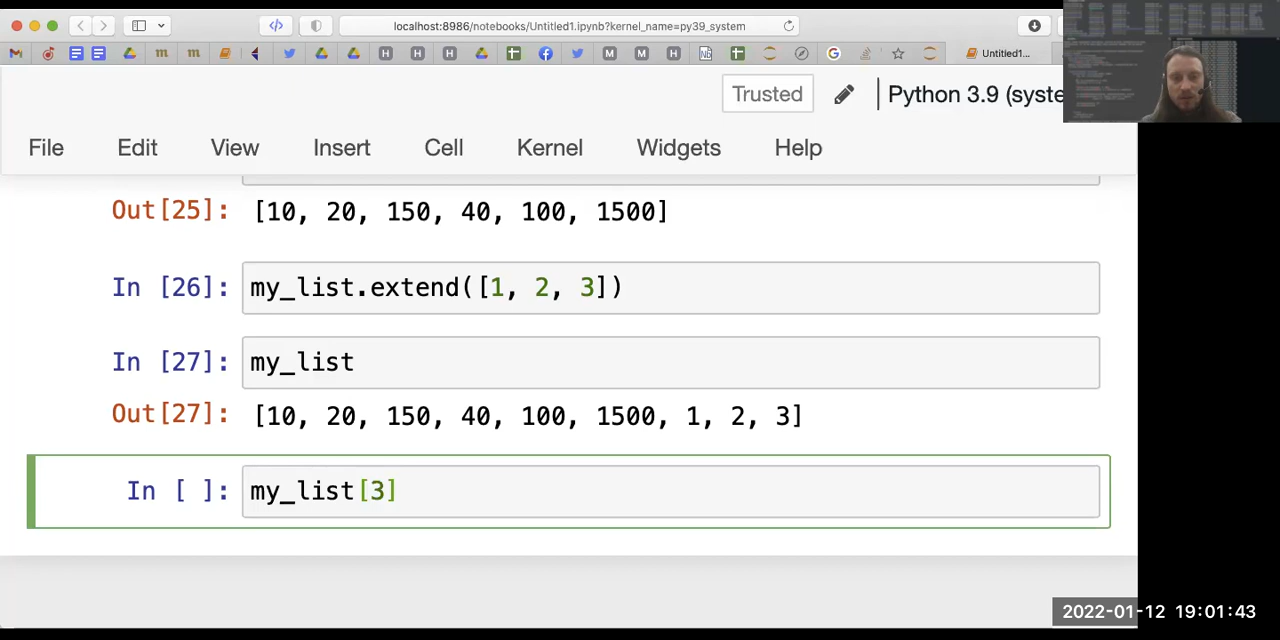 localhost:8986/notebooks/Untitled1.ipynb?kernel_name=py39_system
Untitled1...
Trusted
Python 3.9 (syste
File Edit View Insert Cell Kernel Widgets Help
Out[25]: [10, 20, 150, 40, 100, 1500]
In [26]: my_list.extend([1, 2, 3])
In [27]: my_list
Out[27]: [10, 20, 150, 40, 100, 1500, 1, 2, 3]
In [ ]: my_list[3]
2022-01-12 19:01:43